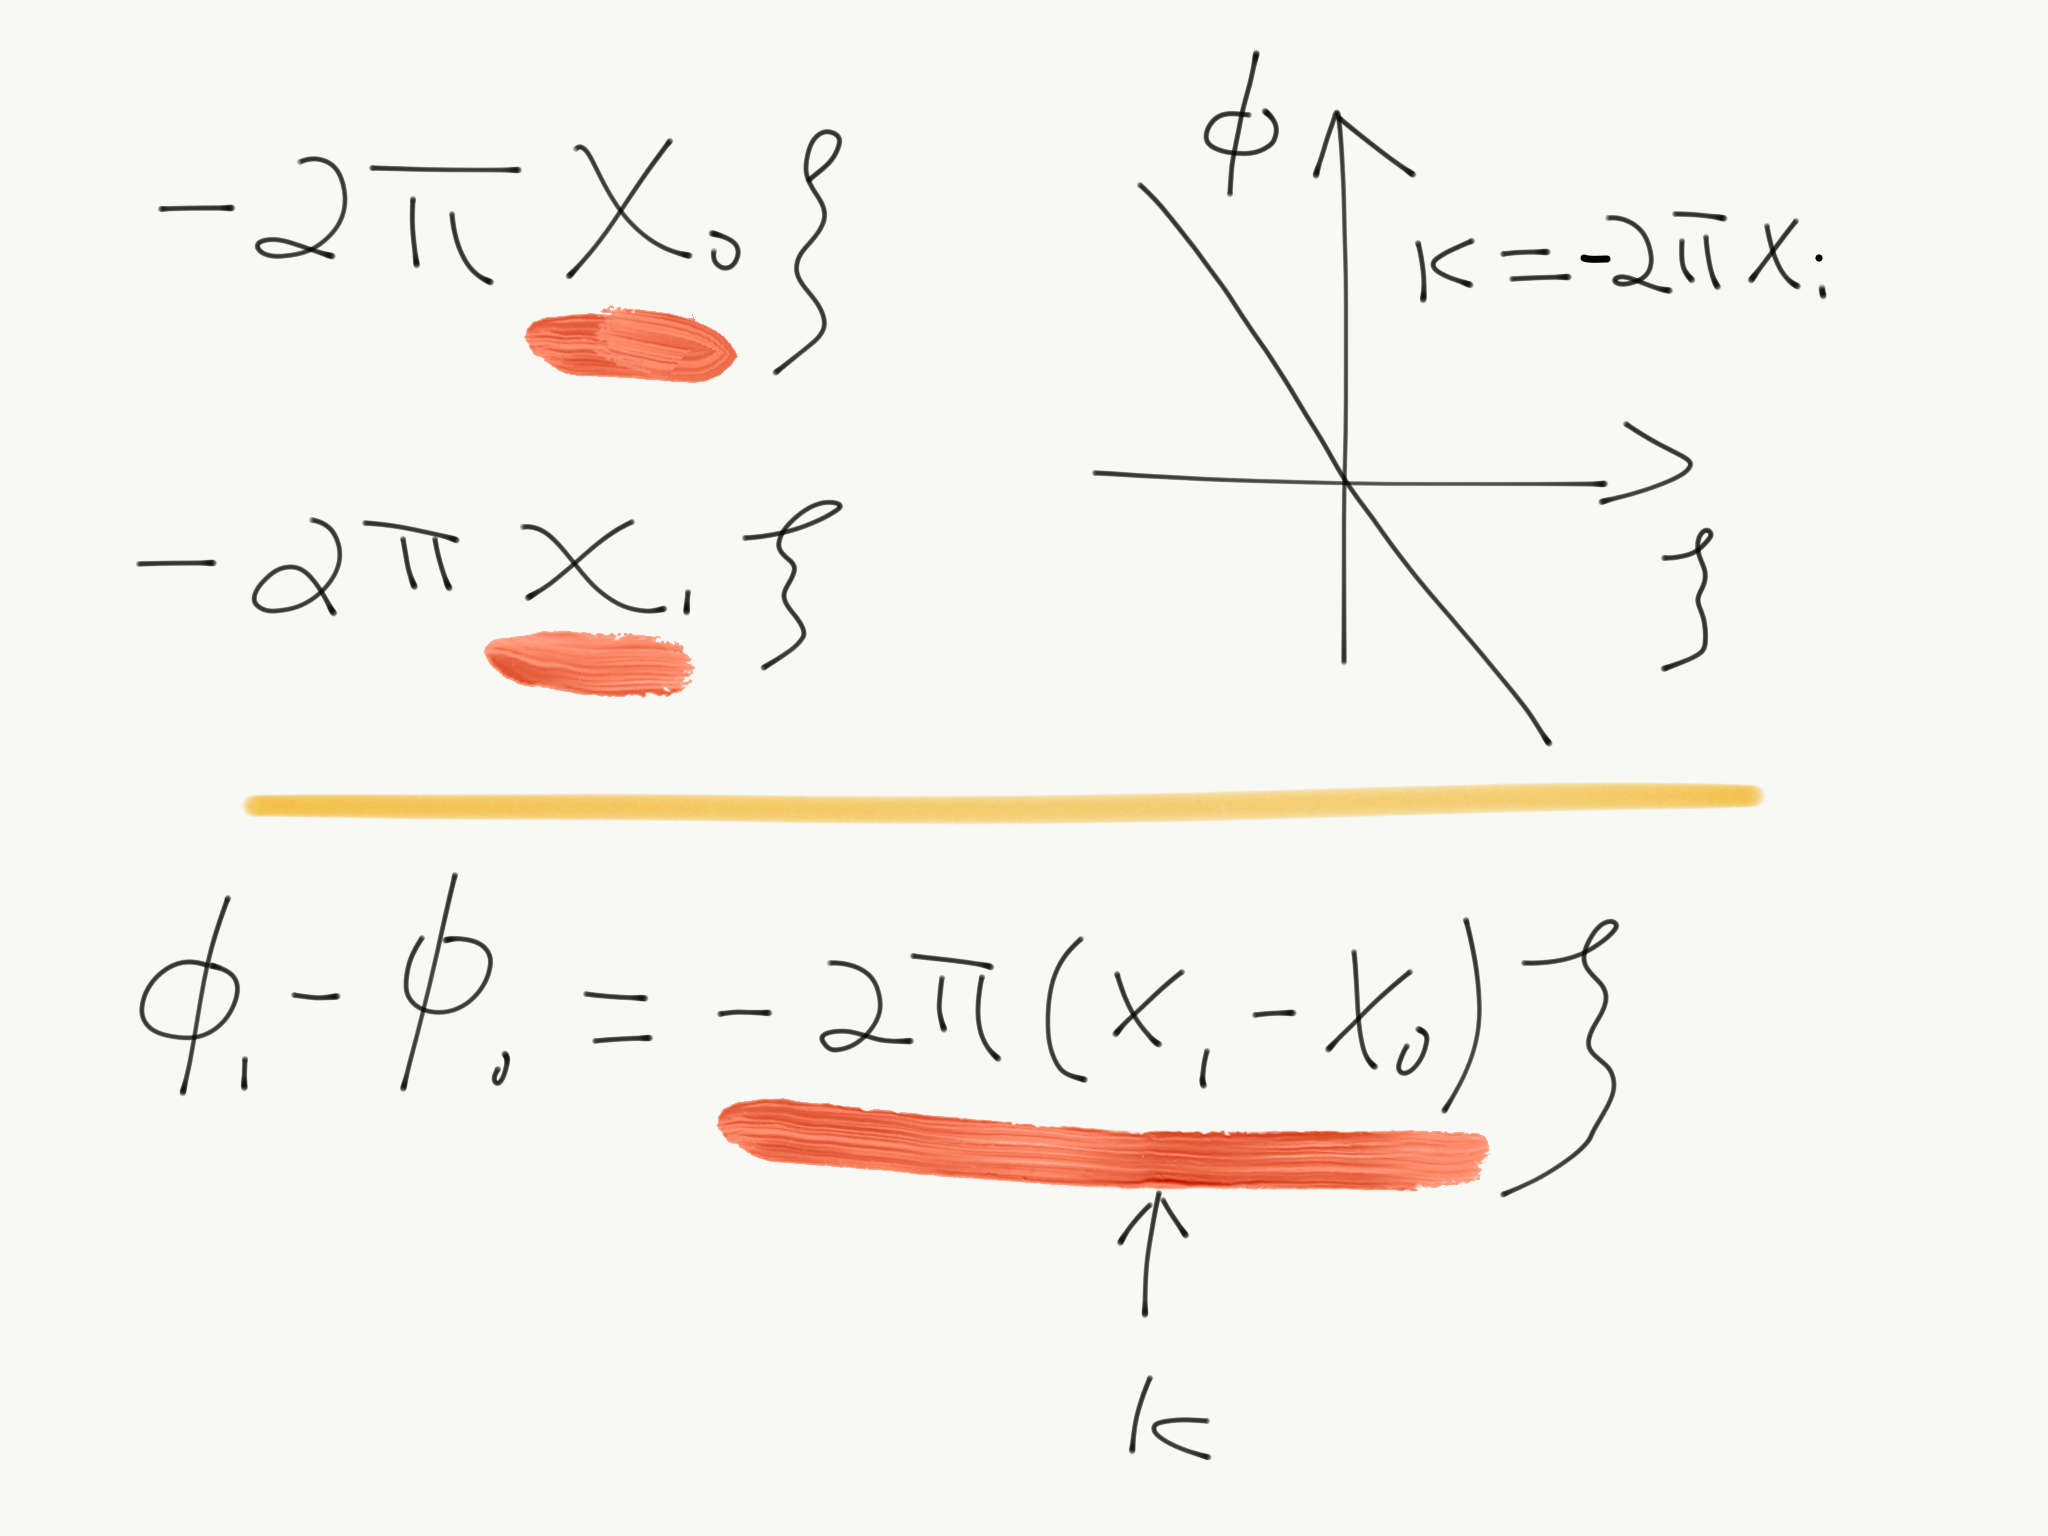 -2πx₀ξ
-2πx₁ξ
ϕ
k = -2πxᵢ
ξ
ϕ₁ - ϕ₀ = -2π(x₁ - x₀)ξ
k